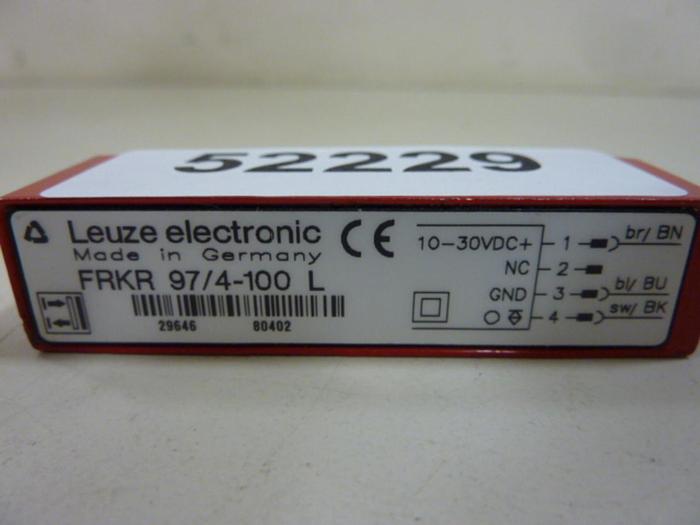 52229
Leuze electronic CE
Made in Germany
FRKR 97/4-100 L
29646 80402
10-30VDC+ 1 br/BN
NC 2
GND 3 bl/BU
4 sw/BK